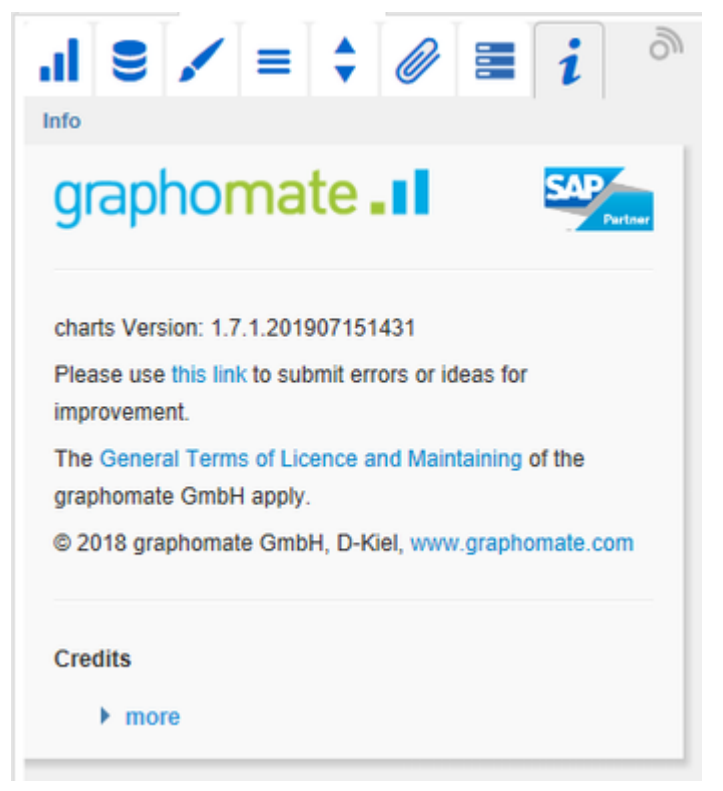 Info
graphomate
SAP
Partner
charts Version: 1.7.1.201907151431
Please use this link to submit errors or ideas for
improvement.
The General Terms of Licence and Maintaining of the
graphomate GmbH apply.
© 2018 graphomate GmbH, D-Kiel, www.graphomate.com
Credits
more